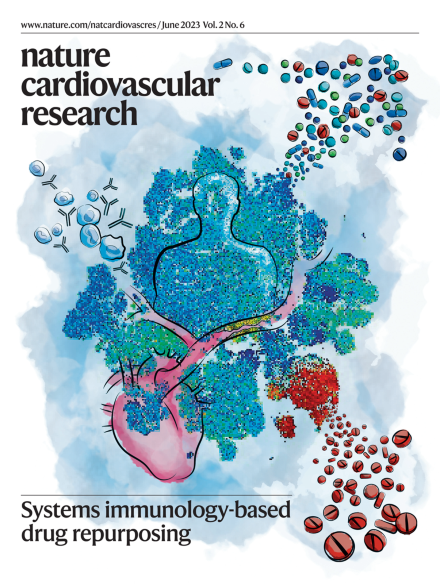 www.nature.com/natcardiovascres / June 2023 Vol. 2 No. 6
nature
cardiovascular
research
Systems immunology-based
drug repurposing